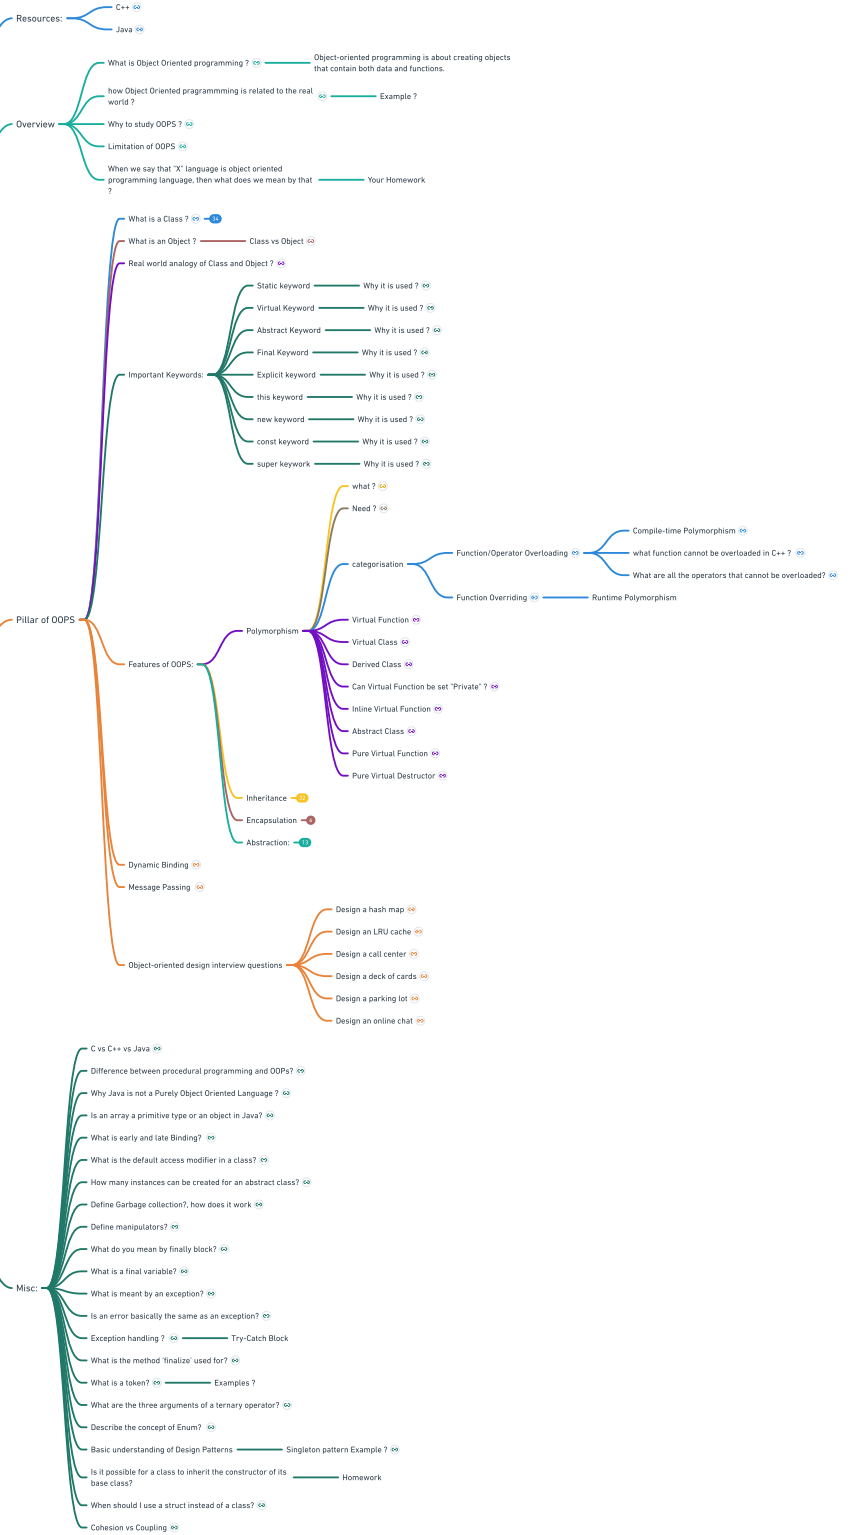 Resources:
C++
Java
Overview
What is Object Oriented programming ?
Object-oriented programming is about creating objects
that contain both data and functions.
how Object Oriented programmming is related to the real
world ?
Example ?
Why to study OOPS ?
Limitation of OOPS
When we say that "X" language is object oriented
programming language, then what does we mean by that
?
Your Homework
Pillar of OOPS
What is a Class ?
34
What is an Object ?
Class vs Object
Real world analogy of Class and Object ?
Important Keywords:
Static keyword
Why it is used ?
Virtual Keyword
Why it is used ?
Abstract Keyword
Why it is used ?
Final Keyword
Why it is used ?
Explicit keyword
Why it is used ?
this keyword
Why it is used ?
new keyword
Why it is used ?
const keyword
Why it is used ?
super keywork
Why it is used ?
Features of OOPS:
Polymorphism
what ?
Need ?
categorisation
Function/Operator Overloading
Compile-time Polymorphism
what function cannot be overloaded in C++ ?
What are all the operators that cannot be overloaded?
Function Overriding
Runtime Polymorphism
Virtual Function
Virtual Class
Derived Class
Can Virtual Function be set "Private" ?
Inline Virtual Function
Abstract Class
Pure Virtual Function
Pure Virtual Destructor
Inheritance
Encapsulation
Abstraction:
13
Dynamic Binding
Message Passing
Object-oriented design interview questions
Design a hash map
Design an LRU cache
Design a call center
Design a deck of cards
Design a parking lot
Design an online chat
Misc:
C vs C++ vs Java
Difference between procedural programming and OOPs?
Why Java is not a Purely Object Oriented Language ?
Is an array a primitive type or an object in Java?
What is early and late Binding?
What is the default access modifier in a class?
How many instances can be created for an abstract class?
Define Garbage collection?, how does it work
Define manipulators?
What do you mean by finally block?
What is a final variable?
What is meant by an exception?
Is an error basically the same as an exception?
Exception handling ?
Try-Catch Block
What is the method 'finalize' used for?
What is a token?
Examples ?
What are the three arguments of a ternary operator?
Describe the concept of Enum?
Basic understanding of Design Patterns
Singleton pattern Example ?
Is it possible for a class to inherit the constructor of its
base class?
Homework
When should I use a struct instead of a class?
Cohesion vs Coupling